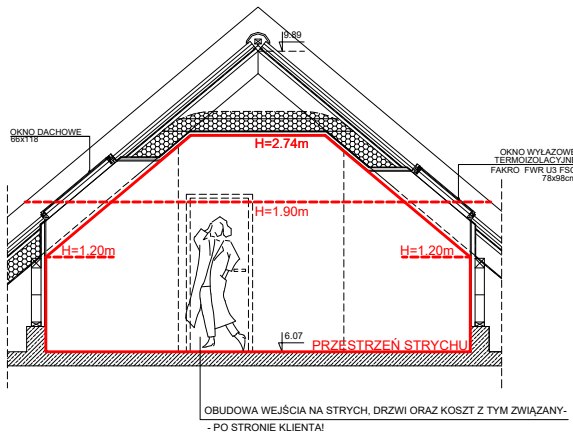 9.89
OKNO DACHOWE
66x118
H=2.74m
OKNO WYŁAZOWE
TERMOIZOLACYJNE
FAKRO FWR U3 FSC
78x98cm
H=1.90m
H=1.20m
H=1.20m
6.07
PRZESTRZEŃ STRYCHU
OBUDOWA WEJŚCIA NA STRYCH, DRZWI ORAZ KOSZT Z TYM ZWIĄZANY-
- PO STRONIE KLIENTA!